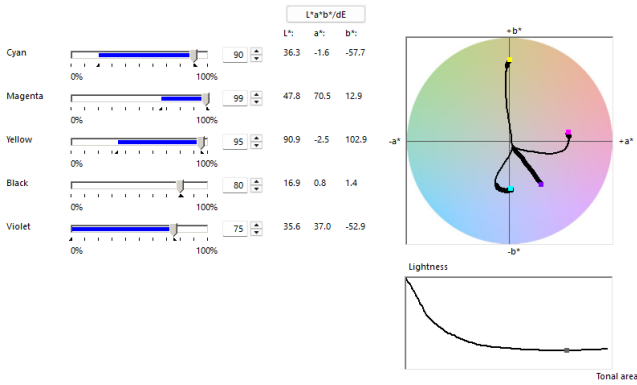 L*a*b*/dE
L*: a*: b*:
Cyan 90 36.3 -1.6 -57.7
0% 100%
Magenta 99 47.8 70.5 12.9
0% 100%
Yellow 95 90.9 -2.5 102.9
0% 100%
Black 80 16.9 0.8 1.4
0% 100%
Violet 75 35.6 37.0 -52.9
0% 100%
+b*
-a* +a*
-b*
Lightness
Tonal area